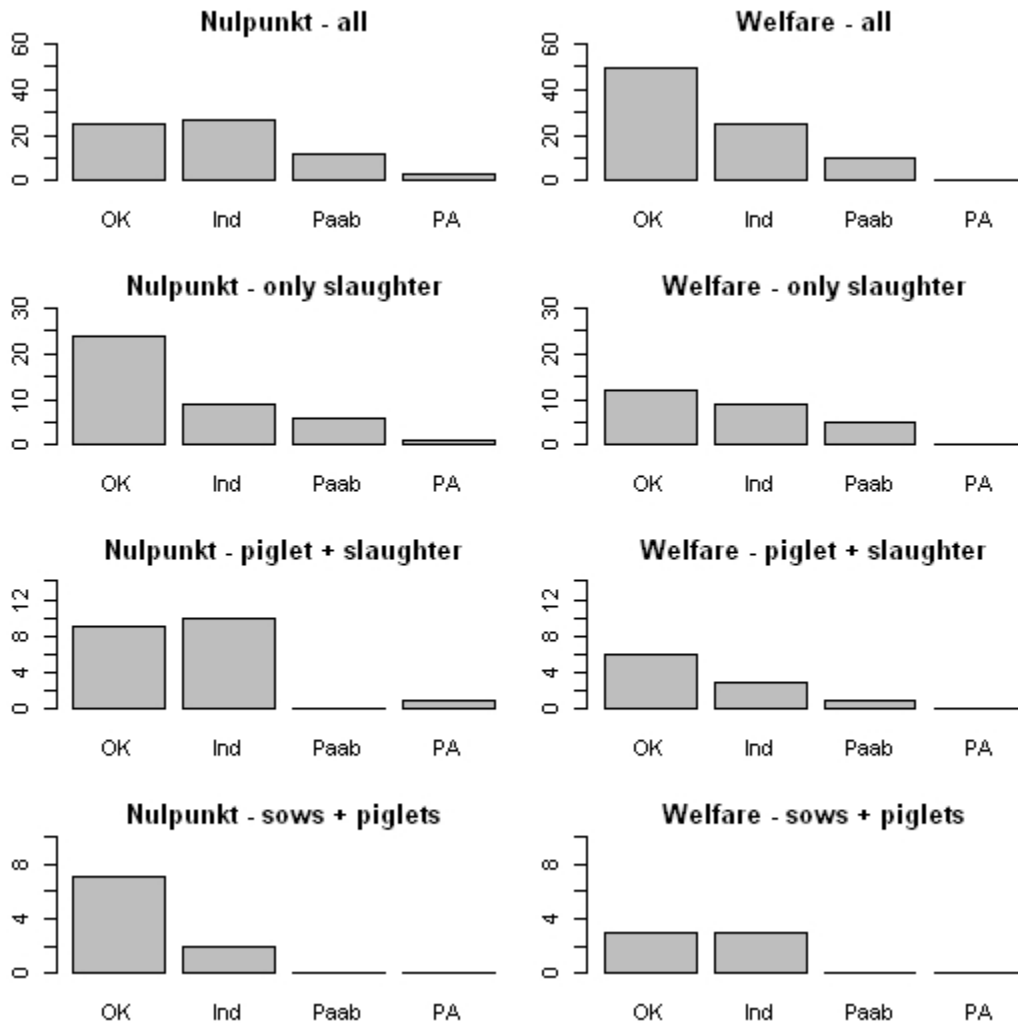 Nulpunkt - all
60
40
20
0
OK Ind Paab PA
Welfare - all
60
40
20
0
OK Ind Paab PA
Nulpunkt - only slaughter
30
20
10
0
OK Ind Paab PA
Welfare - only slaughter
30
20
10
0
OK Ind Paab PA
Nulpunkt - piglet + slaughter
12
8
4
0
OK Ind Paab PA
Welfare - piglet + slaughter
12
8
4
0
OK Ind Paab PA
Nulpunkt - sows + piglets
8
4
0
OK Ind Paab PA
Welfare - sows + piglets
8
4
0
OK Ind Paab PA